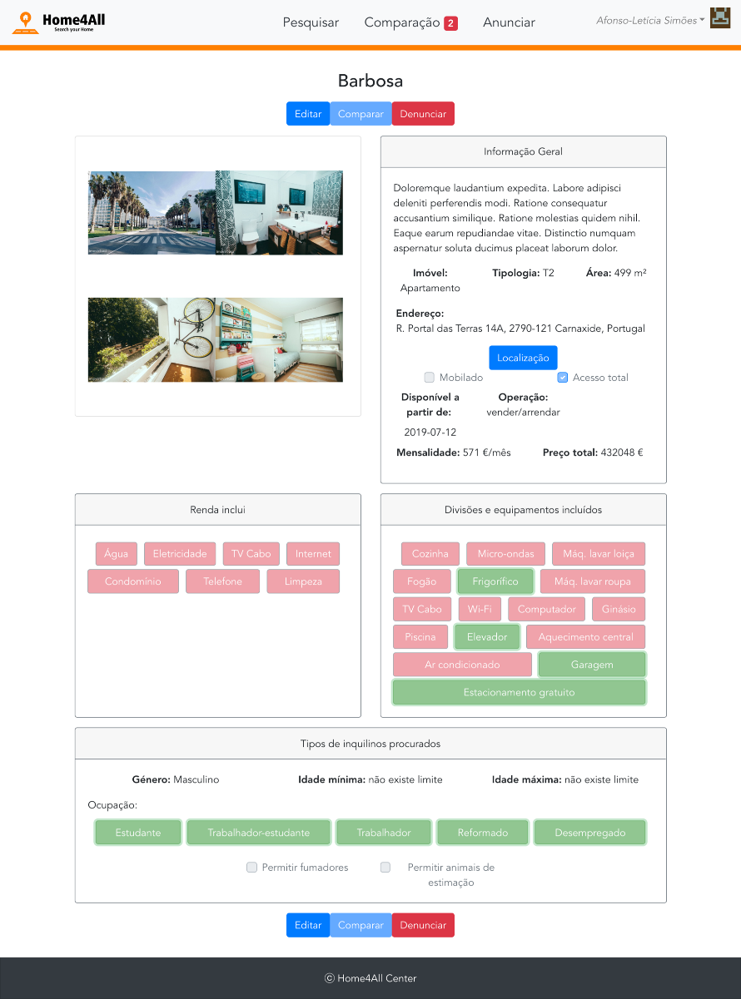 Home4All
Search your Home
Pesquisar
Comparação 2
Anunciar
Afonso-Letícia Simões
Barbosa
Editar
Comparar
Denunciar
Informação Geral
Doloremque laudantium expedita. Labore adipisci
deleniti perferendis modi. Ratione consequatur
accusantium similique. Ratione molestias quidem nihil.
Eaque earum repudiandae vitae. Distinctio numquam
aspernatur soluta ducimus placeat laborum dolor.
Imóvel:
Apartamento
Tipologia: T2
Área: 499 m²
Endereço:
R. Portal das Terras 14A, 2790-121 Carnaxide, Portugal
Localização
Mobilado
Acesso total
Disponível a
partir de:
2019-07-12
Operação:
vender/arrendar
Mensalidade: 571 €/mês
Preço total: 432048 €
Renda inclui
Água
Eletricidade
TV Cabo
Internet
Condomínio
Telefone
Limpeza
Divisões e equipamentos incluídos
Cozinha
Micro-ondas
Máq. lavar loiça
Fogão
Frigorífico
Máq. lavar roupa
TV Cabo
Wi-Fi
Computador
Ginásio
Piscina
Elevador
Aquecimento central
Ar condicionado
Garagem
Estacionamento gratuito
Tipos de inquilinos procurados
Género: Masculino
Idade mínima: não existe limite
Idade máxima: não existe limite
Ocupação:
Estudante
Trabalhador-estudante
Trabalhador
Reformado
Desempregado
Permitir fumadores
Permitir animais de
estimação
Editar
Comparar
Denunciar
© Home4All Center